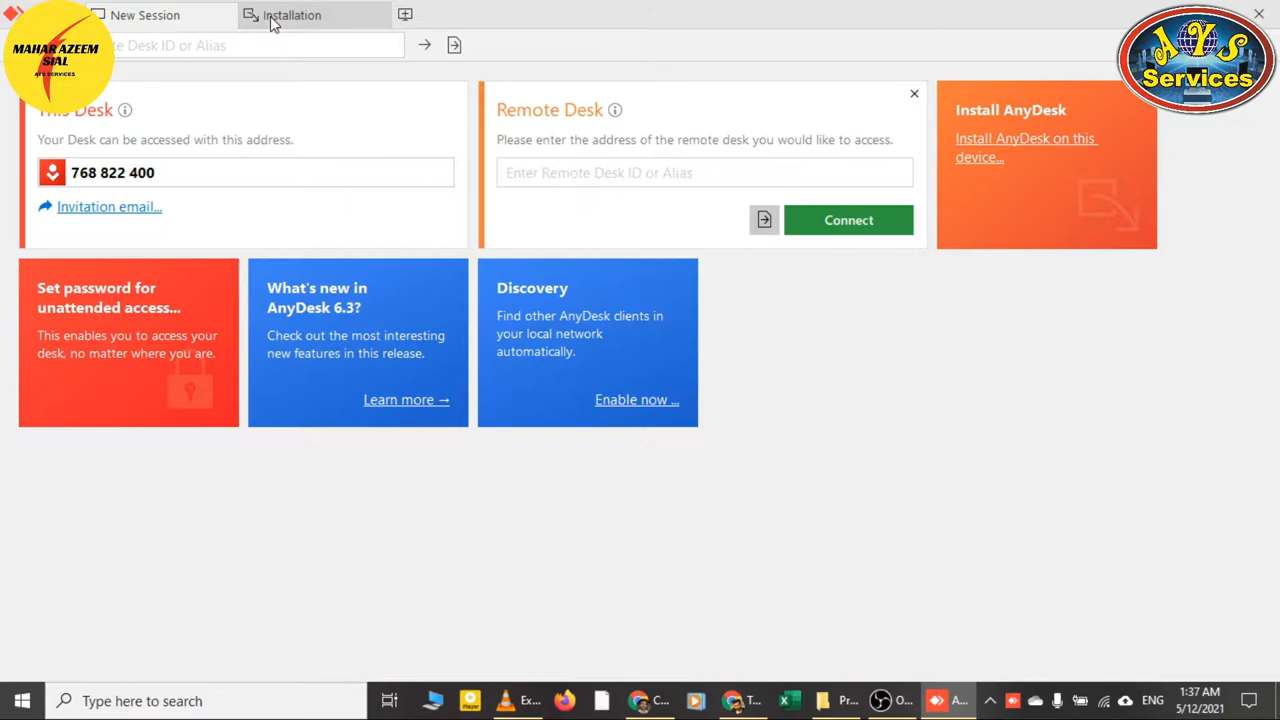 New Session
Installation
MAHAR AZEEM
SIAL
AYS SERVICES
AYS
Services
te Desk ID or Alias
This Desk
Your Desk can be accessed with this address.
768 822 400
Invitation email...
Remote Desk
Please enter the address of the remote desk you would like to access.
Enter Remote Desk ID or Alias
Connect
Install AnyDesk
Install AnyDesk on this
device...
Set password for
unattended access...
This enables you to access your
desk, no matter where you are.
What's new in
AnyDesk 6.3?
Check out the most interesting
new features in this release.
Learn more →
Discovery
Find other AnyDesk clients in
your local network
automatically.
Enable now ...
Type here to search
Player
Ex...
C...
T...
Pr...
O...
A...
ENG
1:37 AM
5/12/2021